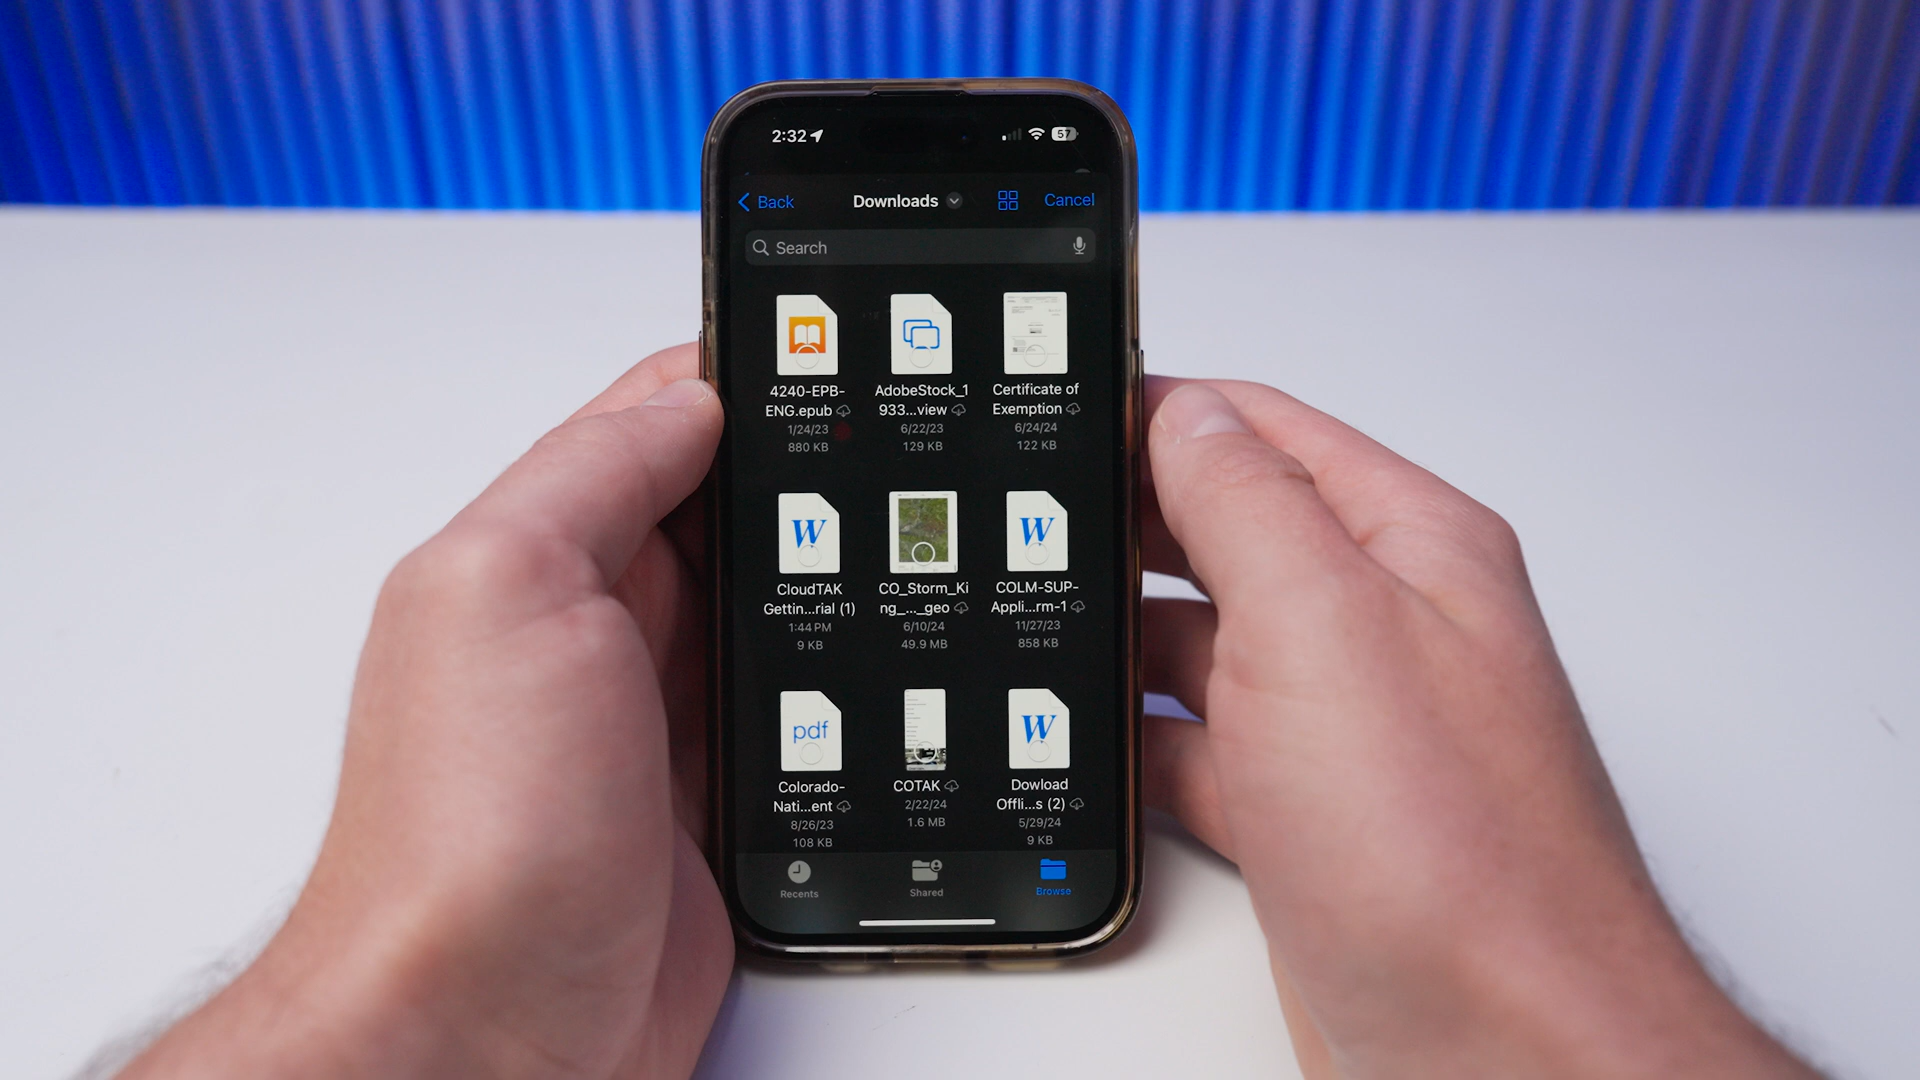 2:32
57
Back
Downloads
Cancel
Search
4240-EPB-
ENG.epub
1/24/23
880 KB
AdobeStock_1
933...view
6/22/23
129 KB
Certificate of
Exemption
6/24/24
122 KB
W
CloudTAK
Gettin...rial (1)
1:44 PM
9 KB
CO_Storm_Ki
ng_..._geo
6/10/24
49.9 MB
W
COLM-SUP-
Appli...rm-1
11/27/23
858 KB
pdf
Colorado-
Nati...ent
8/26/23
108 KB
COTAK
2/22/24
1.6 MB
W
Dowload
Offli...s (2)
5/29/24
9 KB
Recents
Shared
Browse